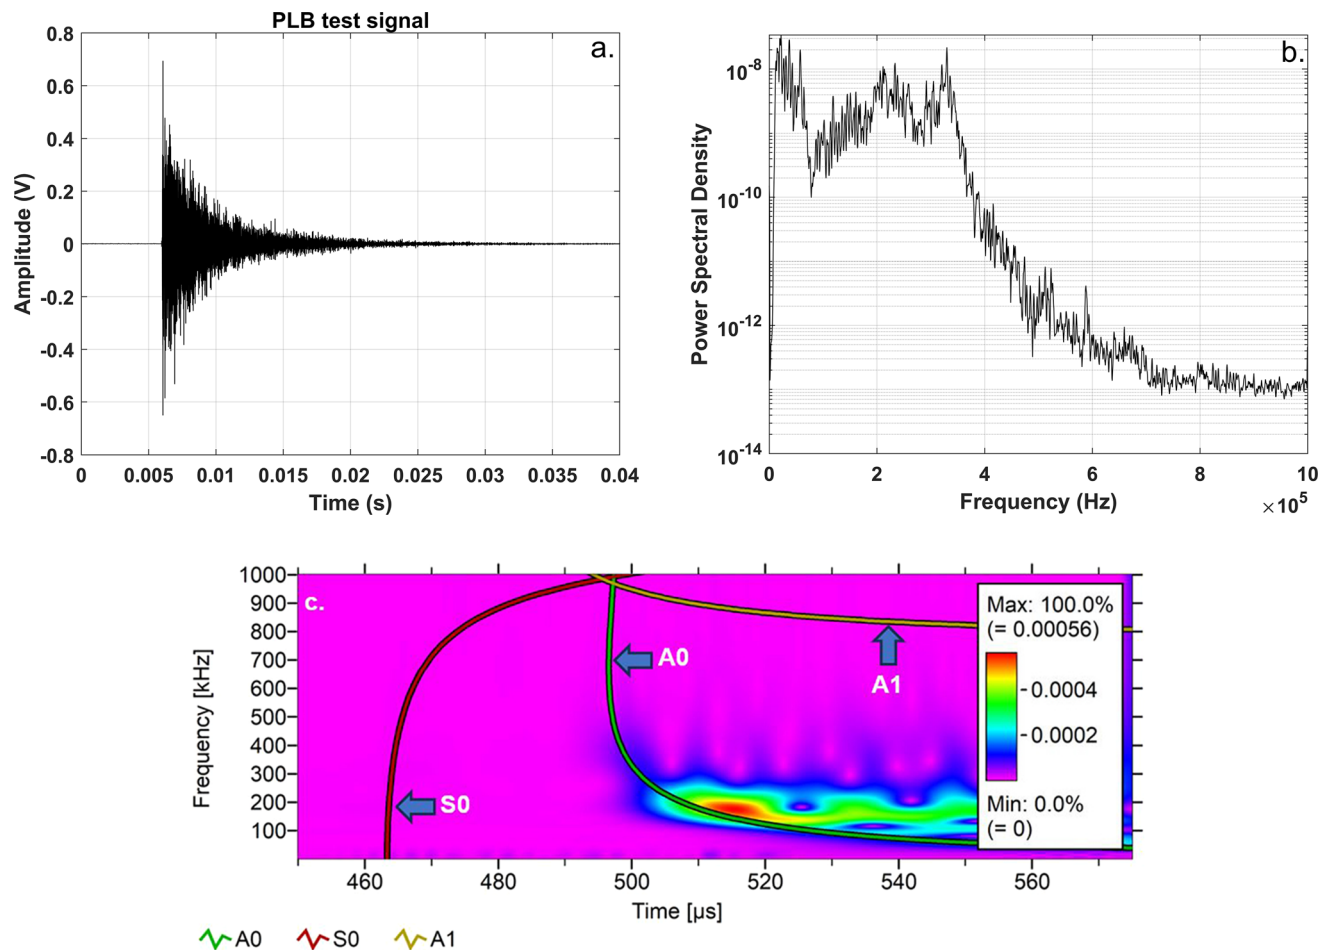 PLB test signal
a.
0.8
0.6
0.4
0.2
0
-0.2
-0.4
-0.6
-0.8
Amplitude (V)
0 0.005 0.01 0.015 0.02 0.025 0.03 0.035 0.04
Time (s)
b.
10-8
10-10
10-12
10-14
Power Spectral Density
0 2 4 6 8 10
Frequency (Hz)
×105
c.
1000
900
800
700
600
500
400
300
200
100
Frequency [kHz]
S0
A0
A1
Max: 100.0%
(= 0.00056)
0.0004
0.0002
Min: 0.0%
(= 0)
460 480 500 520 540 560
Time [µs]
A0 S0 A1